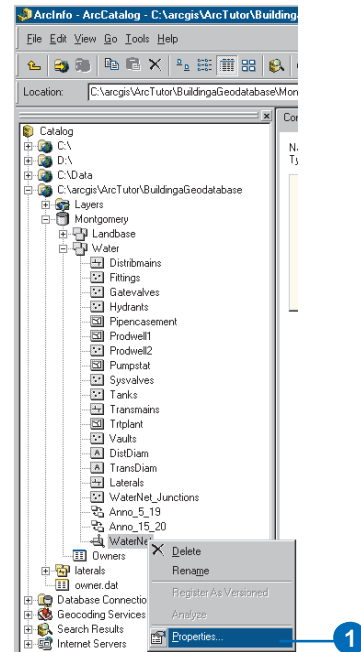 ArcInfo - ArcCatalog - C:\arcgis\ArcTutor\Building
File Edit View Go Tools Help
Location: C:\arcgis\ArcTutor\BuildingaGeodatabase\Mon
Catalog
C:\
D:\
C:\Data
C:\arcgis\ArcTutor\BuildingaGeodatabase
Layers
Montgomery
Landbase
Water
Distribmains
Fittings
Gatevalves
Hydrants
Pipencasement
Prodwell1
Prodwell2
Pumpstat
Sysvalves
Tanks
Transmains
Trtplant
Vaults
DistDiam
TransDiam
Laterals
WaterNet_Junctions
Anno_5_19
Anno_15_20
WaterNet
Delete
Owners
Rename
laterals
Register As Versioned
owner.dat
Database Connectio
Analyze
Geocoding Services
Search Results
Properties...
1
Internet Servers